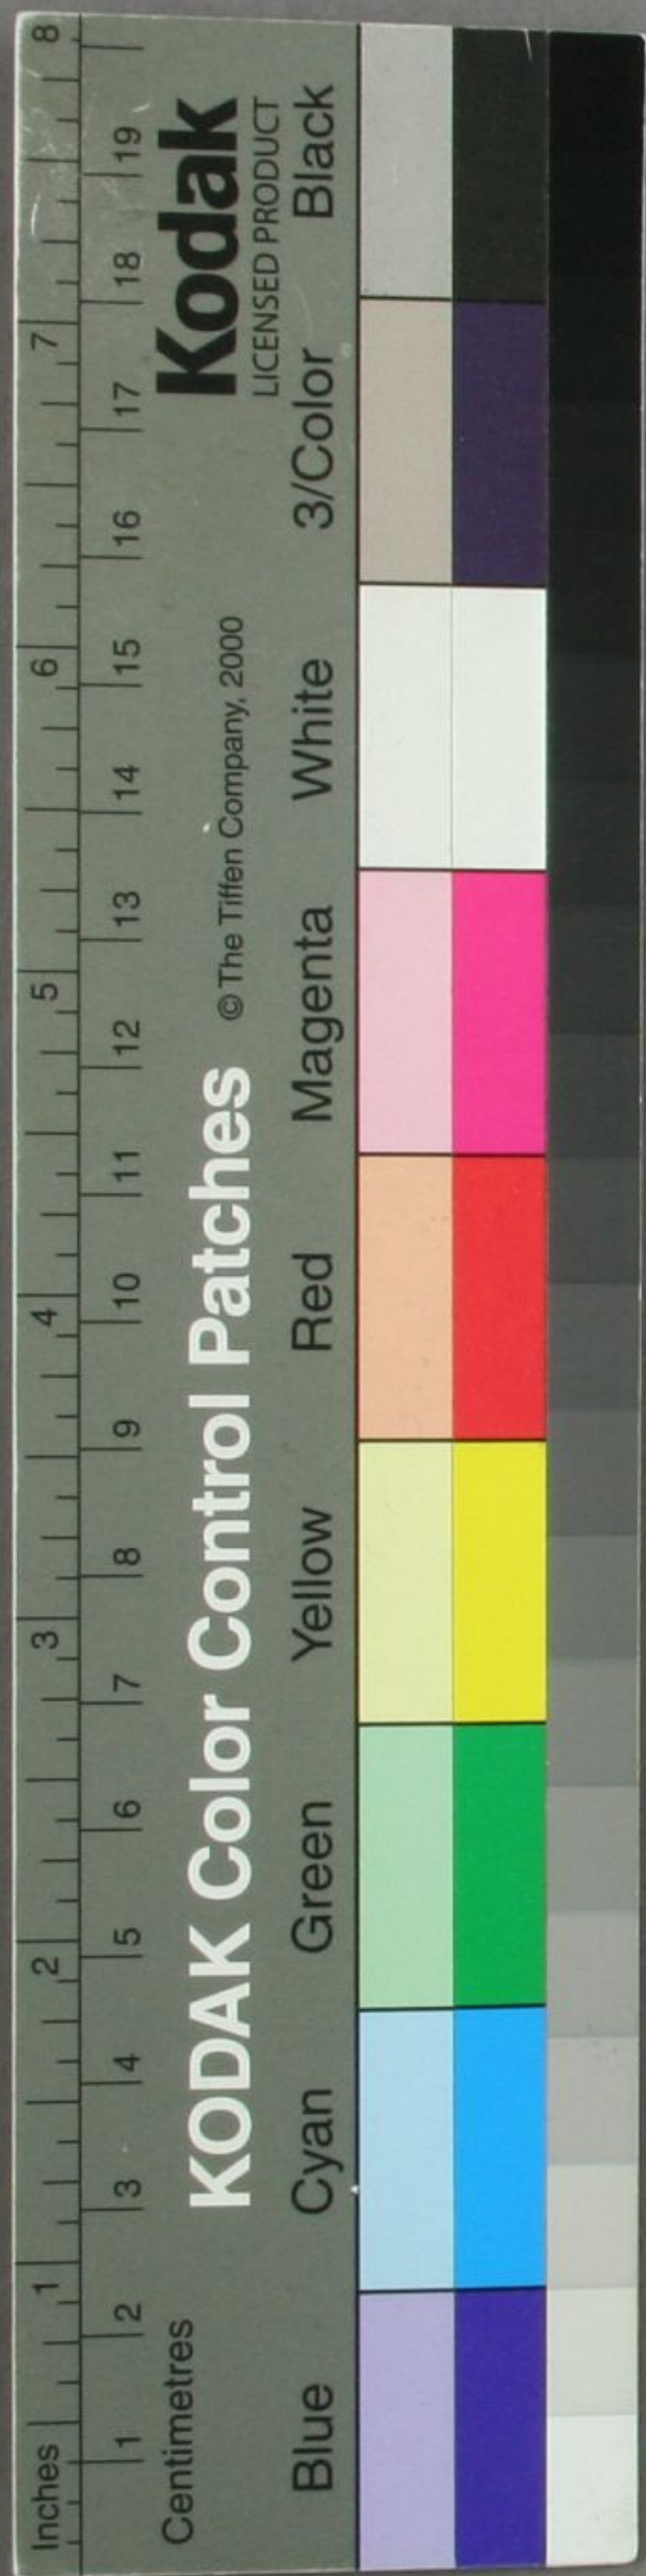 Inches 1 2 3 4 5 6 7 8
1 2 3 4 5 6 7 8 9 10 11 12 13 14 15 16 17 18 19
Centimetres
KODAK Color Control Patches
© The Tiffen Company, 2000
Kodak
LICENSED PRODUCT
Blue Cyan Green Yellow Red Magenta White 3/Color Black